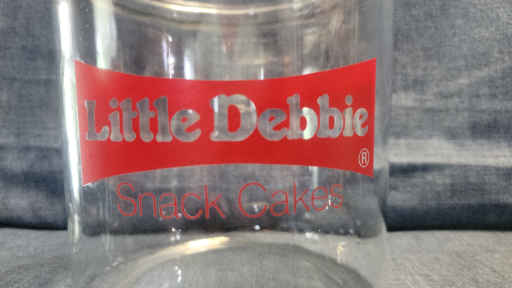 Little Debbie ®
Snack Cakes